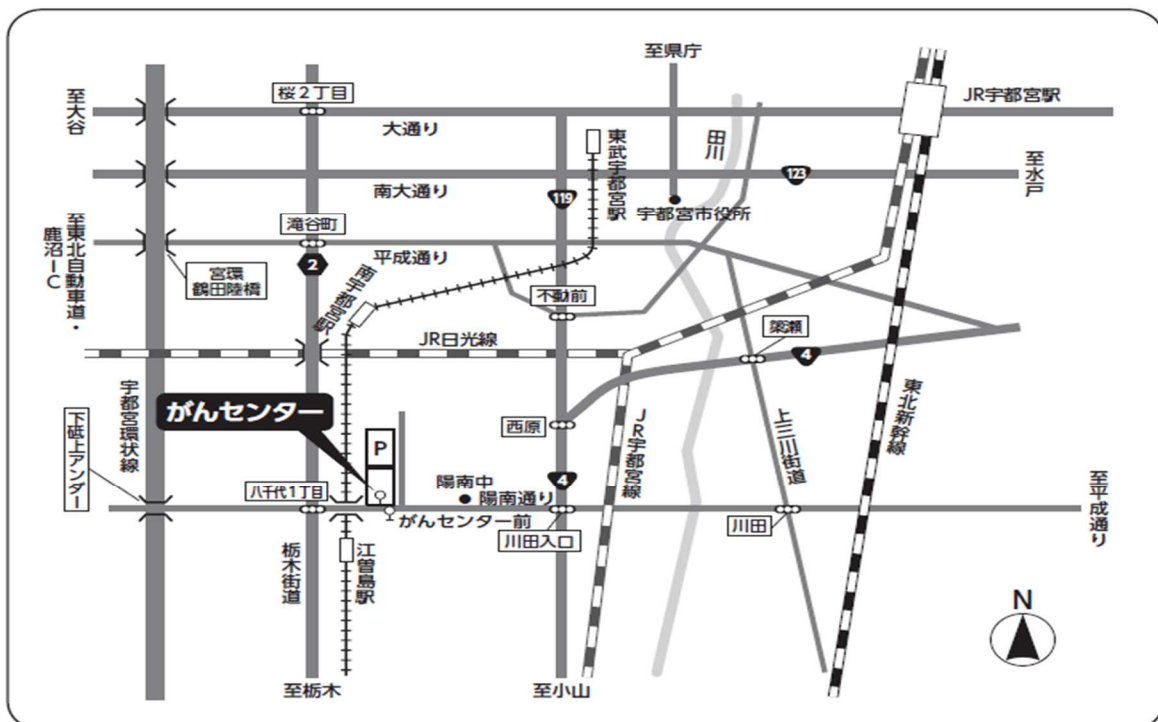 至県庁
JR宇都宮駅
至大谷
桜2丁目
大通り
東武宇都宮駅
田川
123
至水戸
南大通り
119
宇都宮市役所
至東北自動車道・
鹿沼IC
滝谷町
平成通り
宮環
鶴田陸橋
2
南宇都宮駅
不動前
JR日光線
簗瀬
4
宇都宮環状線
下砥上アンダー
がんセンター
P
西原
JR宇都宮線
上三川街道
東北新幹線
八千代1丁目
陽南中
陽南通り
4
がんセンター前
川田入口
川田
至平成通り
栃木街道
江曽島駅
N
至栃木
至小山